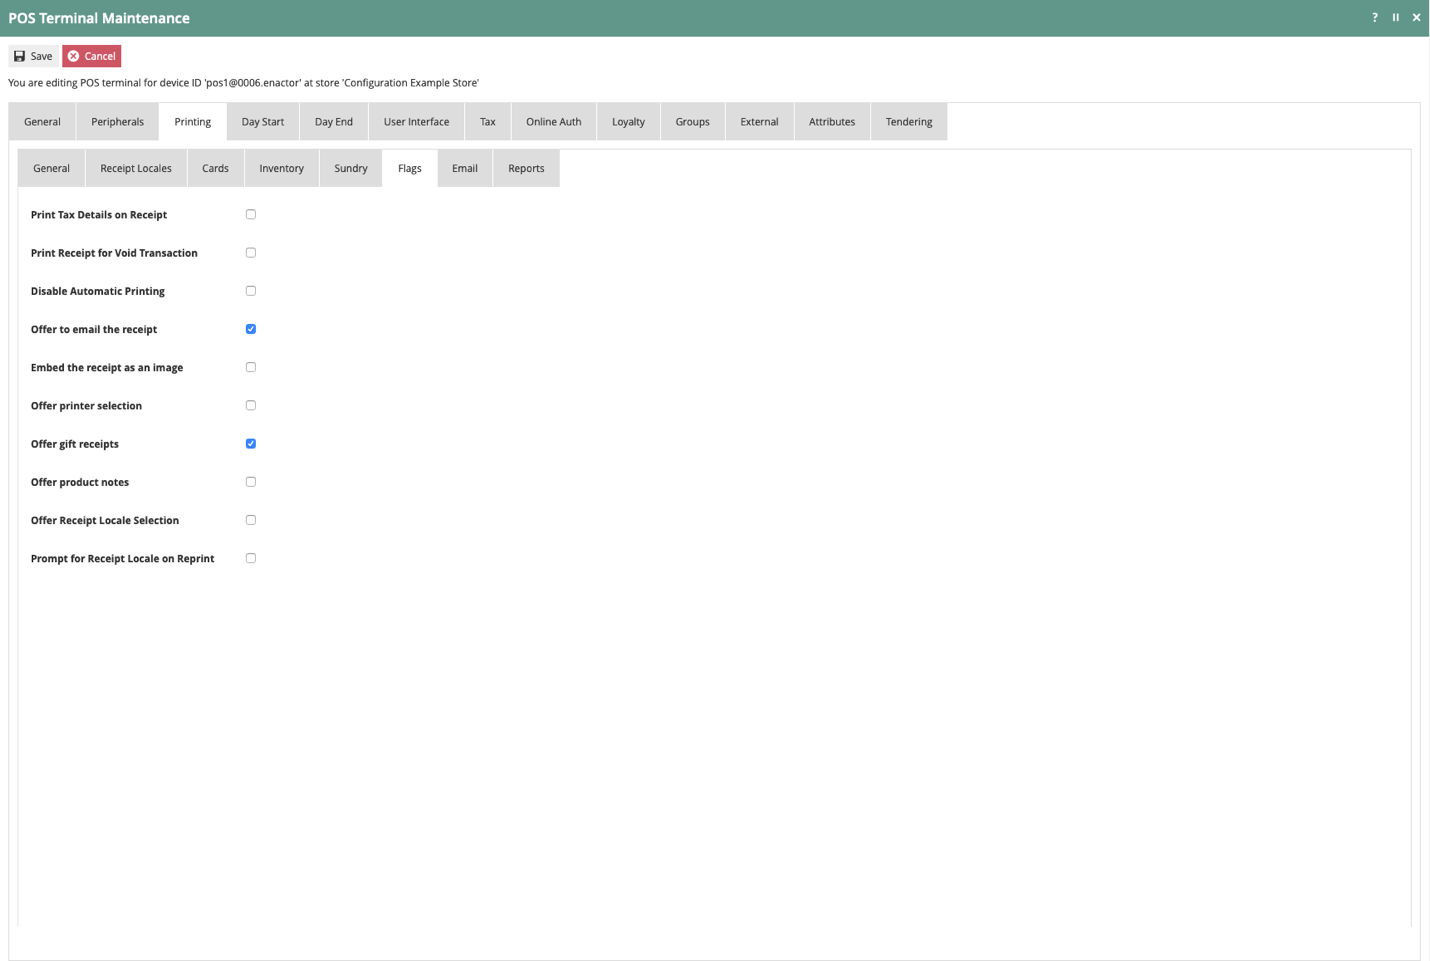 POS Terminal Maintenance
?
Save Cancel
You are editing POS terminal for device ID 'pos1@0006.enactor' at store 'Configuration Example Store'
General Peripherals Printing Day Start Day End User Interface Tax Online Auth Loyalty Groups External Attributes Tendering
General Receipt Locales Cards Inventory Sundry Flags Email Reports
Print Tax Details on Receipt
Print Receipt for Void Transaction
Disable Automatic Printing
Offer to email the receipt
Embed the receipt as an image
Offer printer selection
Offer gift receipts
Offer product notes
Offer Receipt Locale Selection
Prompt for Receipt Locale on Reprint